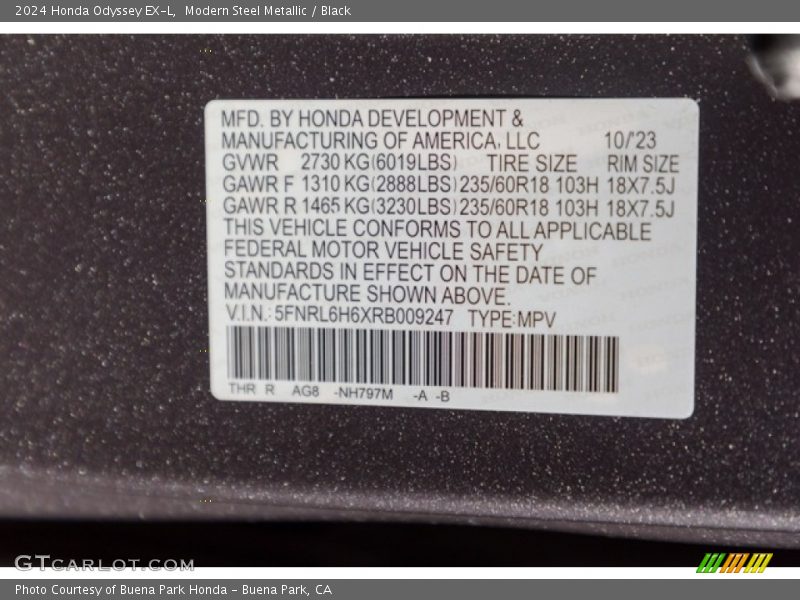 2024 Honda Odyssey EX-L, Modern Steel Metallic / Black
MFD. BY HONDA DEVELOPMENT &
MANUFACTURING OF AMERICA, LLC 10/'23
GVWR 2730 KG(6019LBS) TIRE SIZE RIM SIZE
GAWR F 1310 KG(2888LBS) 235/60R18 103H 18X7.5J
GAWR R 1465 KG(3230LBS) 235/60R18 103H 18X7.5J
THIS VEHICLE CONFORMS TO ALL APPLICABLE
FEDERAL MOTOR VEHICLE SAFETY
STANDARDS IN EFFECT ON THE DATE OF
MANUFACTURE SHOWN ABOVE.
V.I.N.: 5FNRL6H6XRB009247 TYPE:MPV
THR R AG8 -NH797M -A -B
GTCARLOT.COM
Photo Courtesy of Buena Park Honda - Buena Park, CA